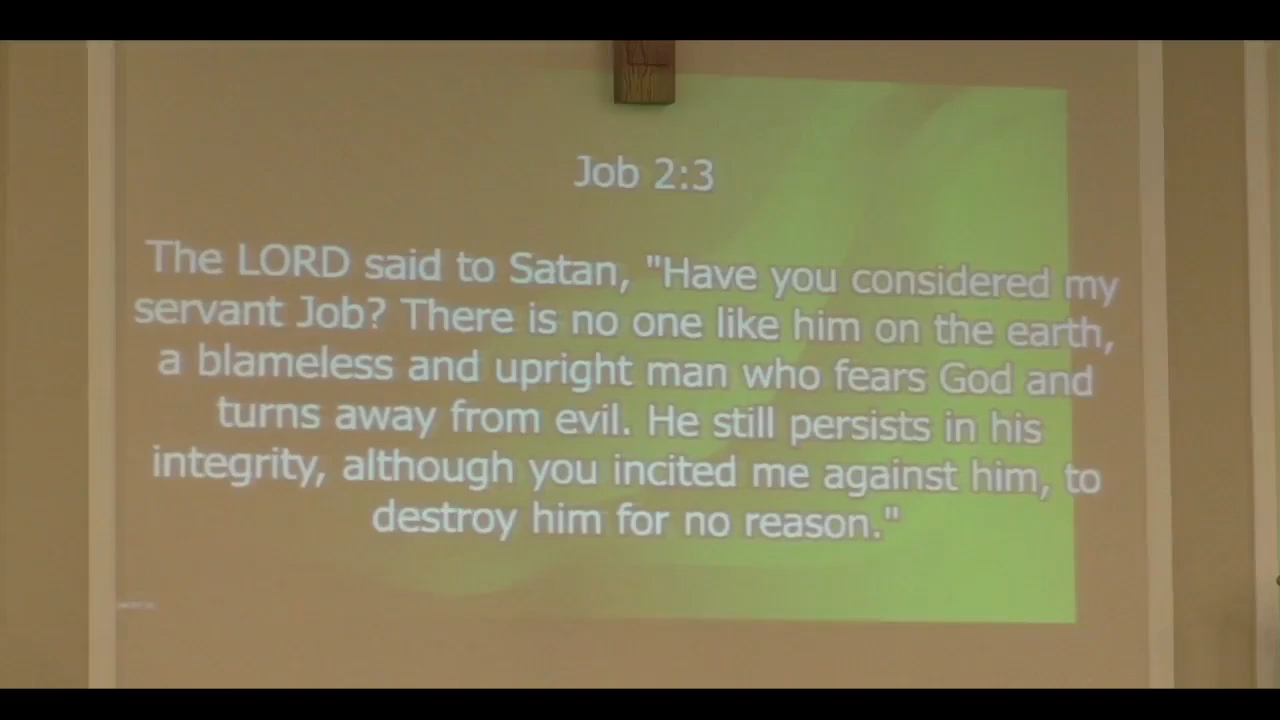 Job 2:3
The LORD said to Satan, "Have you considered my
servant Job? There is no one like him on the earth,
a blameless and upright man who fears God and
turns away from evil. He still persists in his
integrity, although you incited me against him, to
destroy him for no reason."